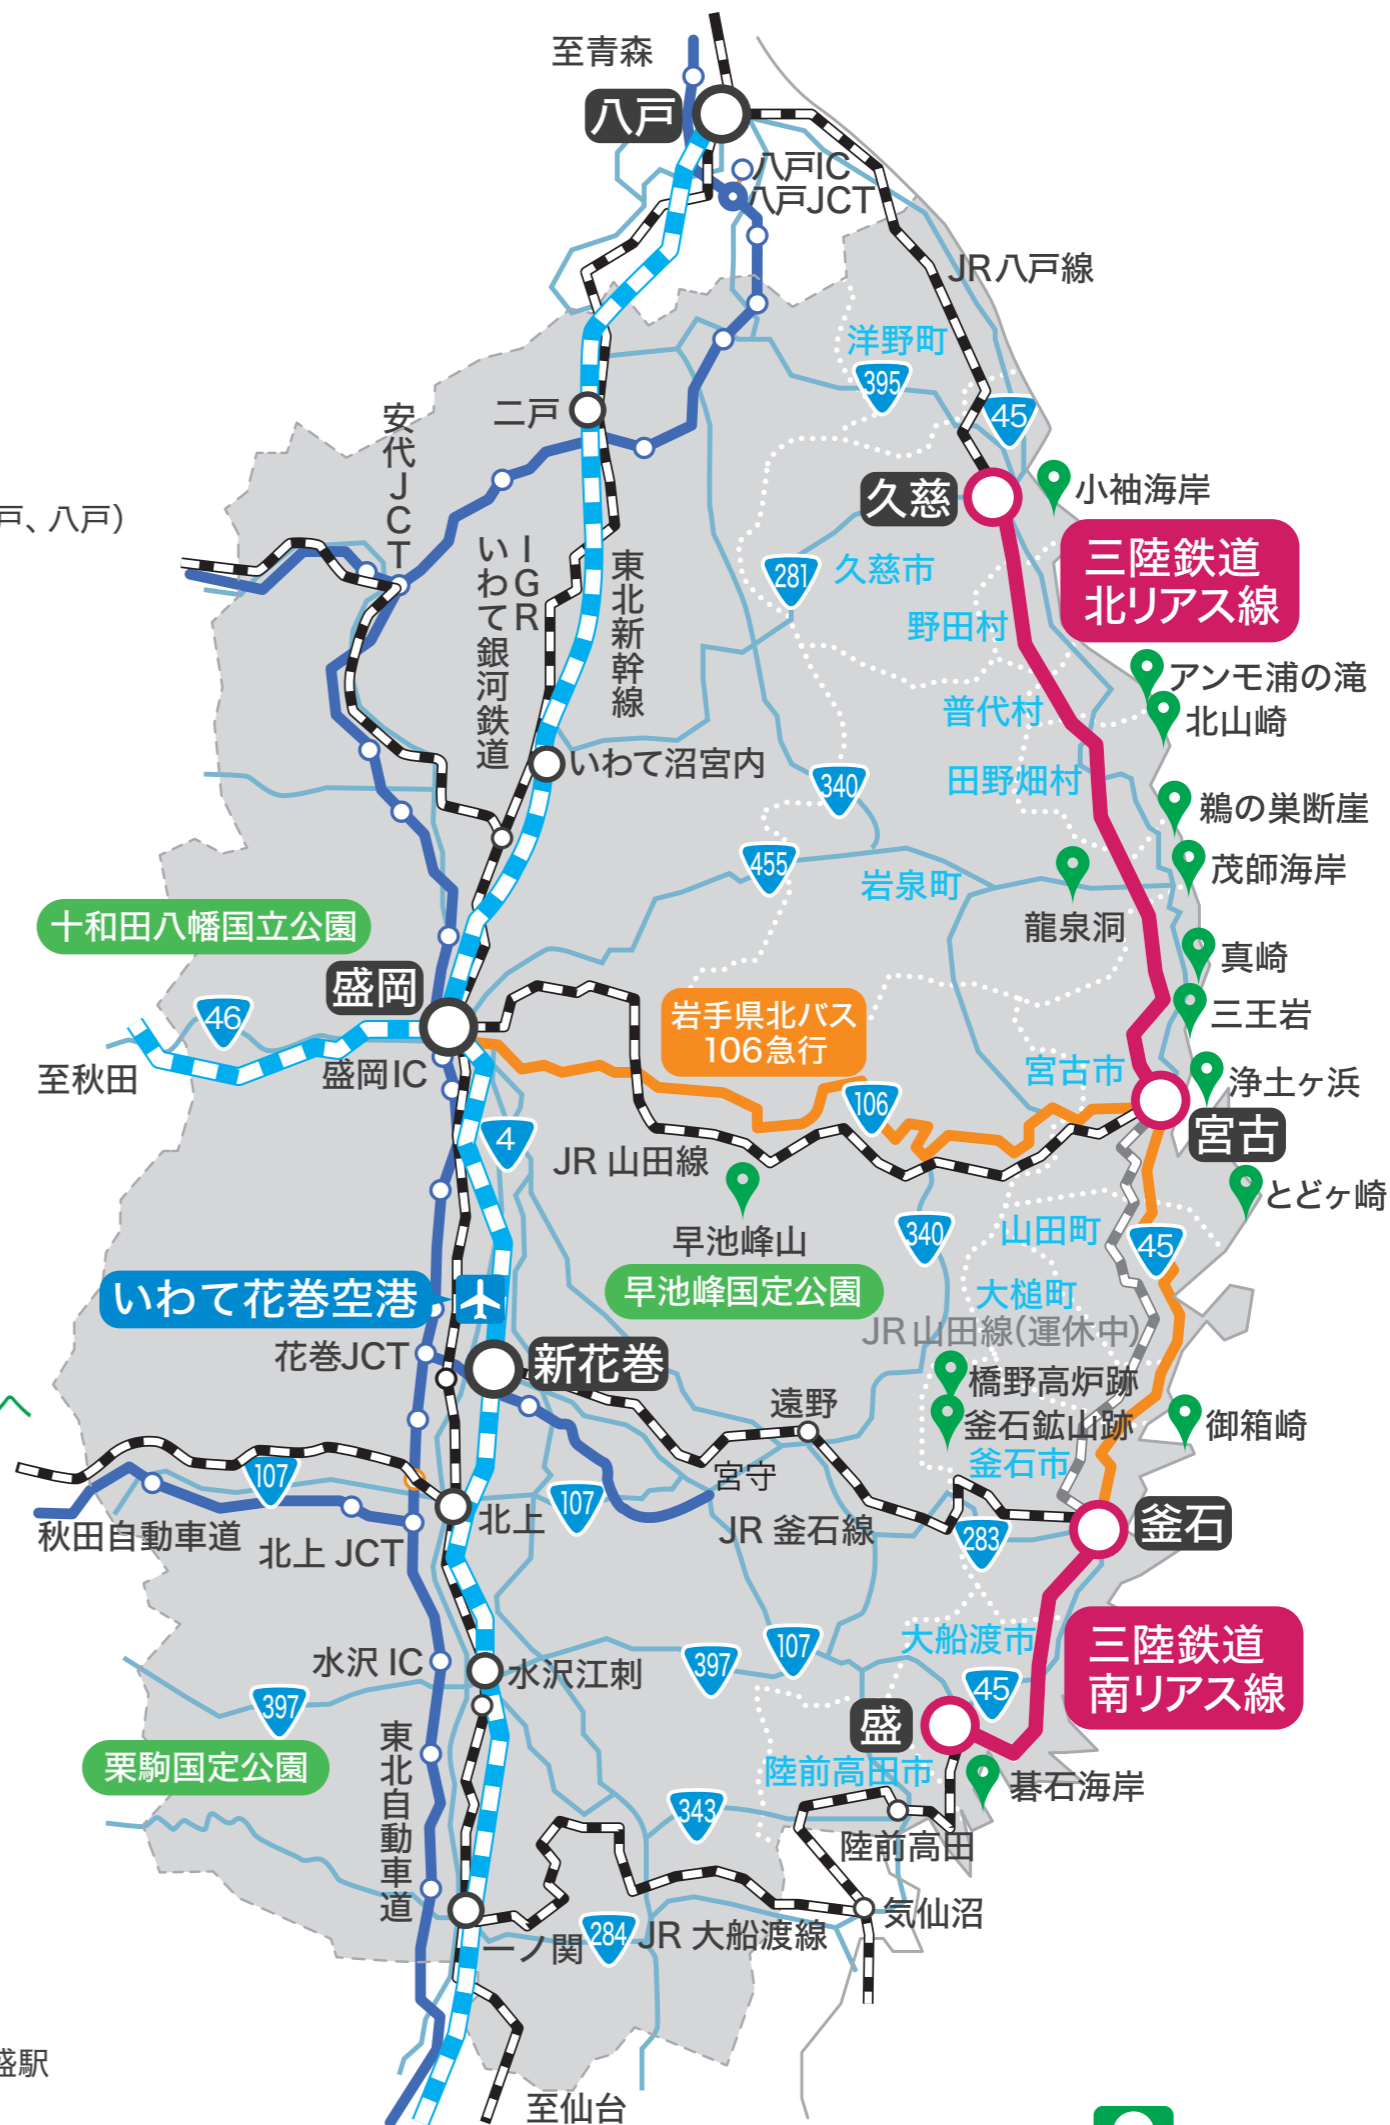 至青森
八戸
八戸IC
八戸JCT
JR八戸線
洋野町
395
45
二戸
安代JCT
久慈
小袖海岸
戸、八戸）
三陸鉄道
北リアス線
IGR
いわて銀河鉄道
東北新幹線
281
久慈市
野田村
アンモ浦の滝
普代村
北山崎
いわて沼宮内
田野畑村
340
鵜の巣断崖
455
茂師海岸
岩泉町
龍泉洞
十和田八幡国立公園
真崎
盛岡
岩手県北バス
106急行
46
三王岩
至秋田
盛岡IC
宮古市
浄土ヶ浜
106
宮古
4
JR 山田線
とどヶ崎
早池峰山
340
山田町
45
早池峰国定公園
いわて花巻空港
大槌町
JR山田線(運休中)
花巻JCT
新花巻
橋野高炉跡
遠野
釜石鉱山跡
御箱崎
釜石市
107
宮守
107
秋田自動車道
北上
JR 釜石線
283
釜石
北上 JCT
三陸鉄道
南リアス線
大船渡市
水沢 IC
水沢江刺
397
107
45
397
盛
東北自動車道
栗駒国定公園
陸前高田市
碁石海岸
343
陸前高田
気仙沼
一ノ関
284
JR 大船渡線
盛駅
至仙台